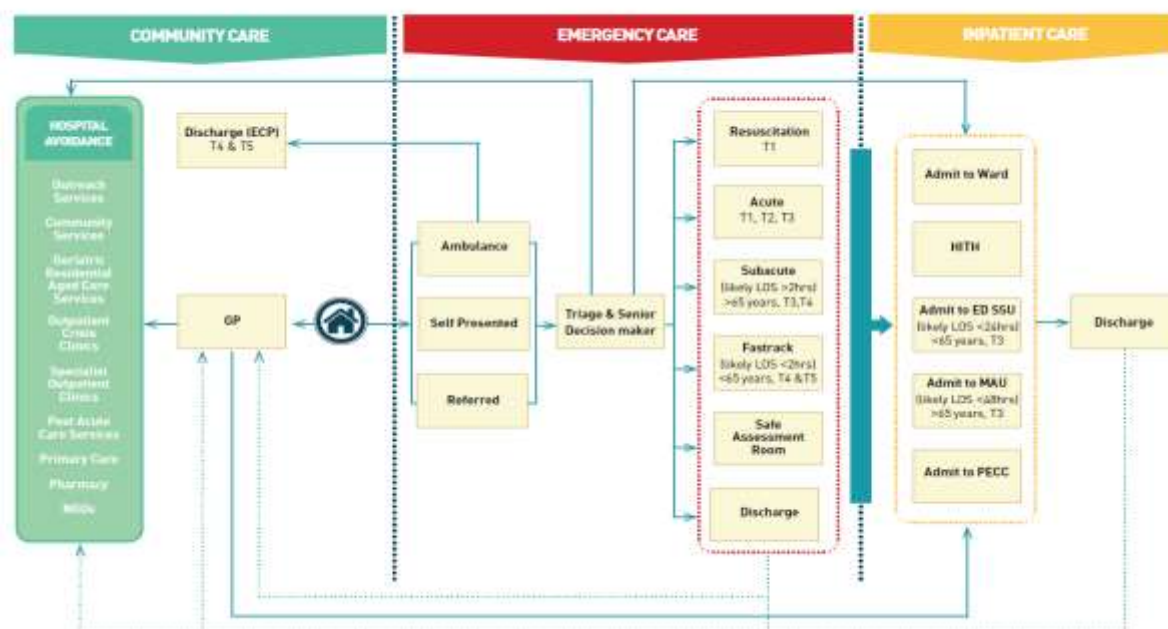 COMMUNITY CARE
EMERGENCY CARE
INPATIENT CARE
HOSPITAL
AVOIDANCE
Outreach
Services
Community
Services
Geriatric
Residential
Aged Care
Services
Outpatient
Crisis
Clinics
Specialist
Outpatient
Clinics
Post Acute
Care Services
Primary Care
Pharmacy
NGOs
Discharge (ECP)
T4 & T5
GP
Ambulance
Self Presented
Referred
Triage & Senior
Decision maker
Resuscitation
T1
Acute
T1, T2, T3
Subacute
(likely LOS >2hrs)
>65 years, T3,T4
Fastrack
(likely LOS <2hrs)
<65 years, T4 &T5
Safe
Assessment
Room
Discharge
Admit to Ward
HITH
Admit to ED SSU
(likely LOS <24hrs)
<65 years, T3
Admit to MAU
(likely LOS <48hrs)
>65 years, T3
Admit to PECC
Discharge